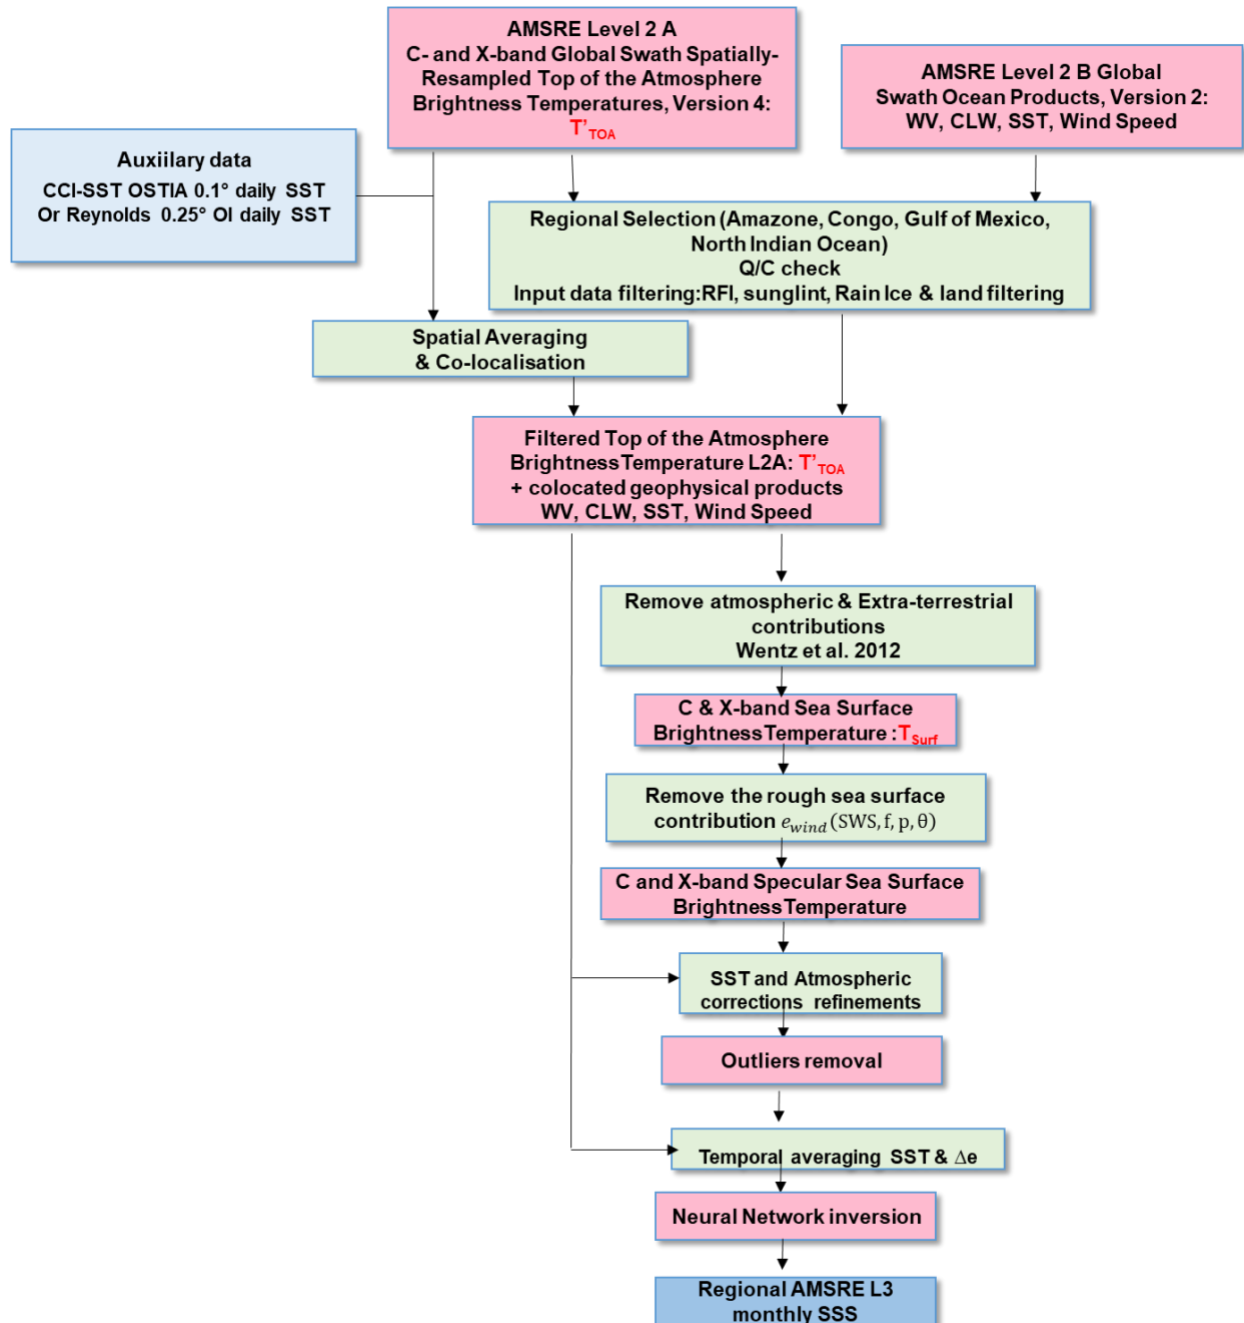 AMSRE Level 2 A
C- and X-band Global Swath Spatially-
Resampled Top of the Atmosphere
Brightness Temperatures, Version 4:
T'TOA
AMSRE Level 2 B Global
Swath Ocean Products, Version 2:
WV, CLW, SST, Wind Speed
Auxiilary data
CCI-SST OSTIA 0.1° daily SST
Or Reynolds 0.25° OI daily SST
Regional Selection (Amazone, Congo, Gulf of Mexico,
North Indian Ocean)
Q/C check
Input data filtering:RFI, sunglint, Rain Ice & land filtering
Spatial Averaging
& Co-localisation
Filtered Top of the Atmosphere
Brightness Temperature L2A: T'TOA
+ colocated geophysical products
WV, CLW, SST, Wind Speed
Remove atmospheric & Extra-terrestrial
contributions
Wentz et al. 2012
C & X-band Sea Surface
Brightness Temperature :TSurf
Remove the rough sea surface
contribution ewind(SWS, f, p, θ)
C and X-band Specular Sea Surface
Brightness Temperature
SST and Atmospheric
corrections refinements
Outliers removal
Temporal averaging SST & Δe
Neural Network inversion
Regional AMSRE L3
monthly SSS